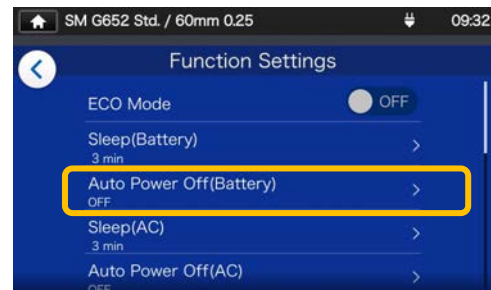 SM G652 Std. / 60mm 0.25 09:32
Function Settings
ECO Mode OFF
Sleep(Battery)
3 min
Auto Power Off(Battery)
OFF
Sleep(AC)
3 min
Auto Power Off(AC)
OFF